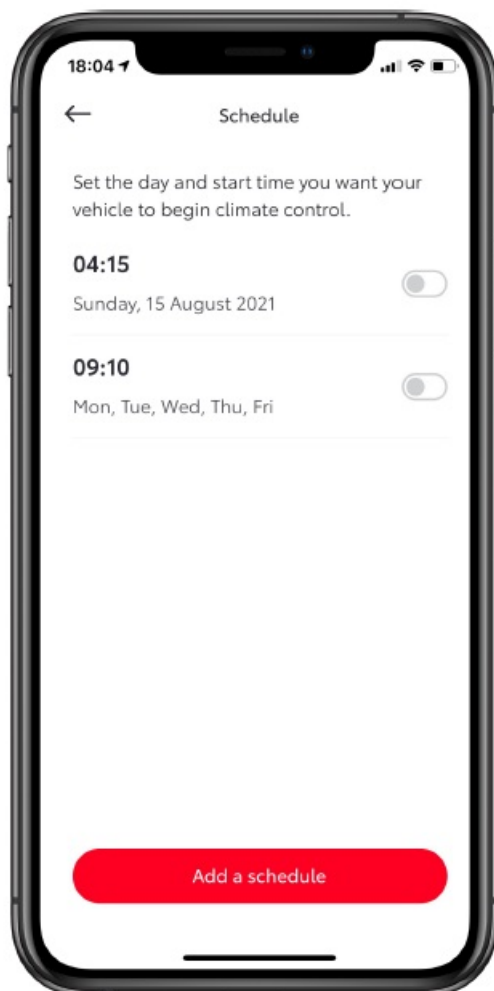 18:04
Schedule
Set the day and start time you want your
vehicle to begin climate control.
04:15
Sunday, 15 August 2021
09:10
Mon, Tue, Wed, Thu, Fri
Add a schedule